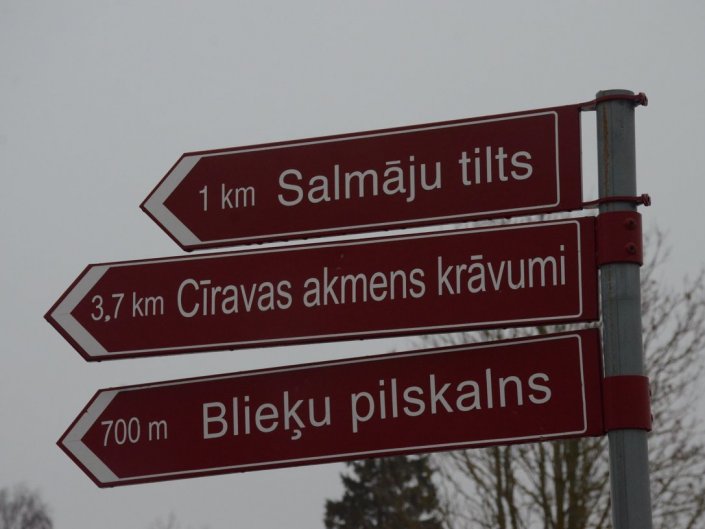 1 km Salmāju tilts
3,7 km Cīravas akmens krāvumi
700 m Blieķu pilskalns